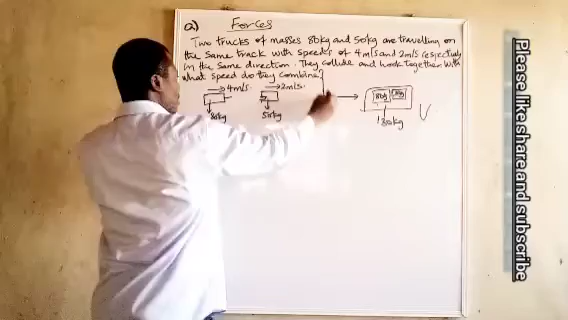 Q) Forces
Two trucks of masses 80kg and 50kg are travelling on
the same track with speeds of 4m/s and 2m/s respectively
in the same direction. They collide and hook together. With
what speed do they combine?
4m/s 2m/s
80kg 50kg
80kg 50kg
130kg V
Please like share and subscribe